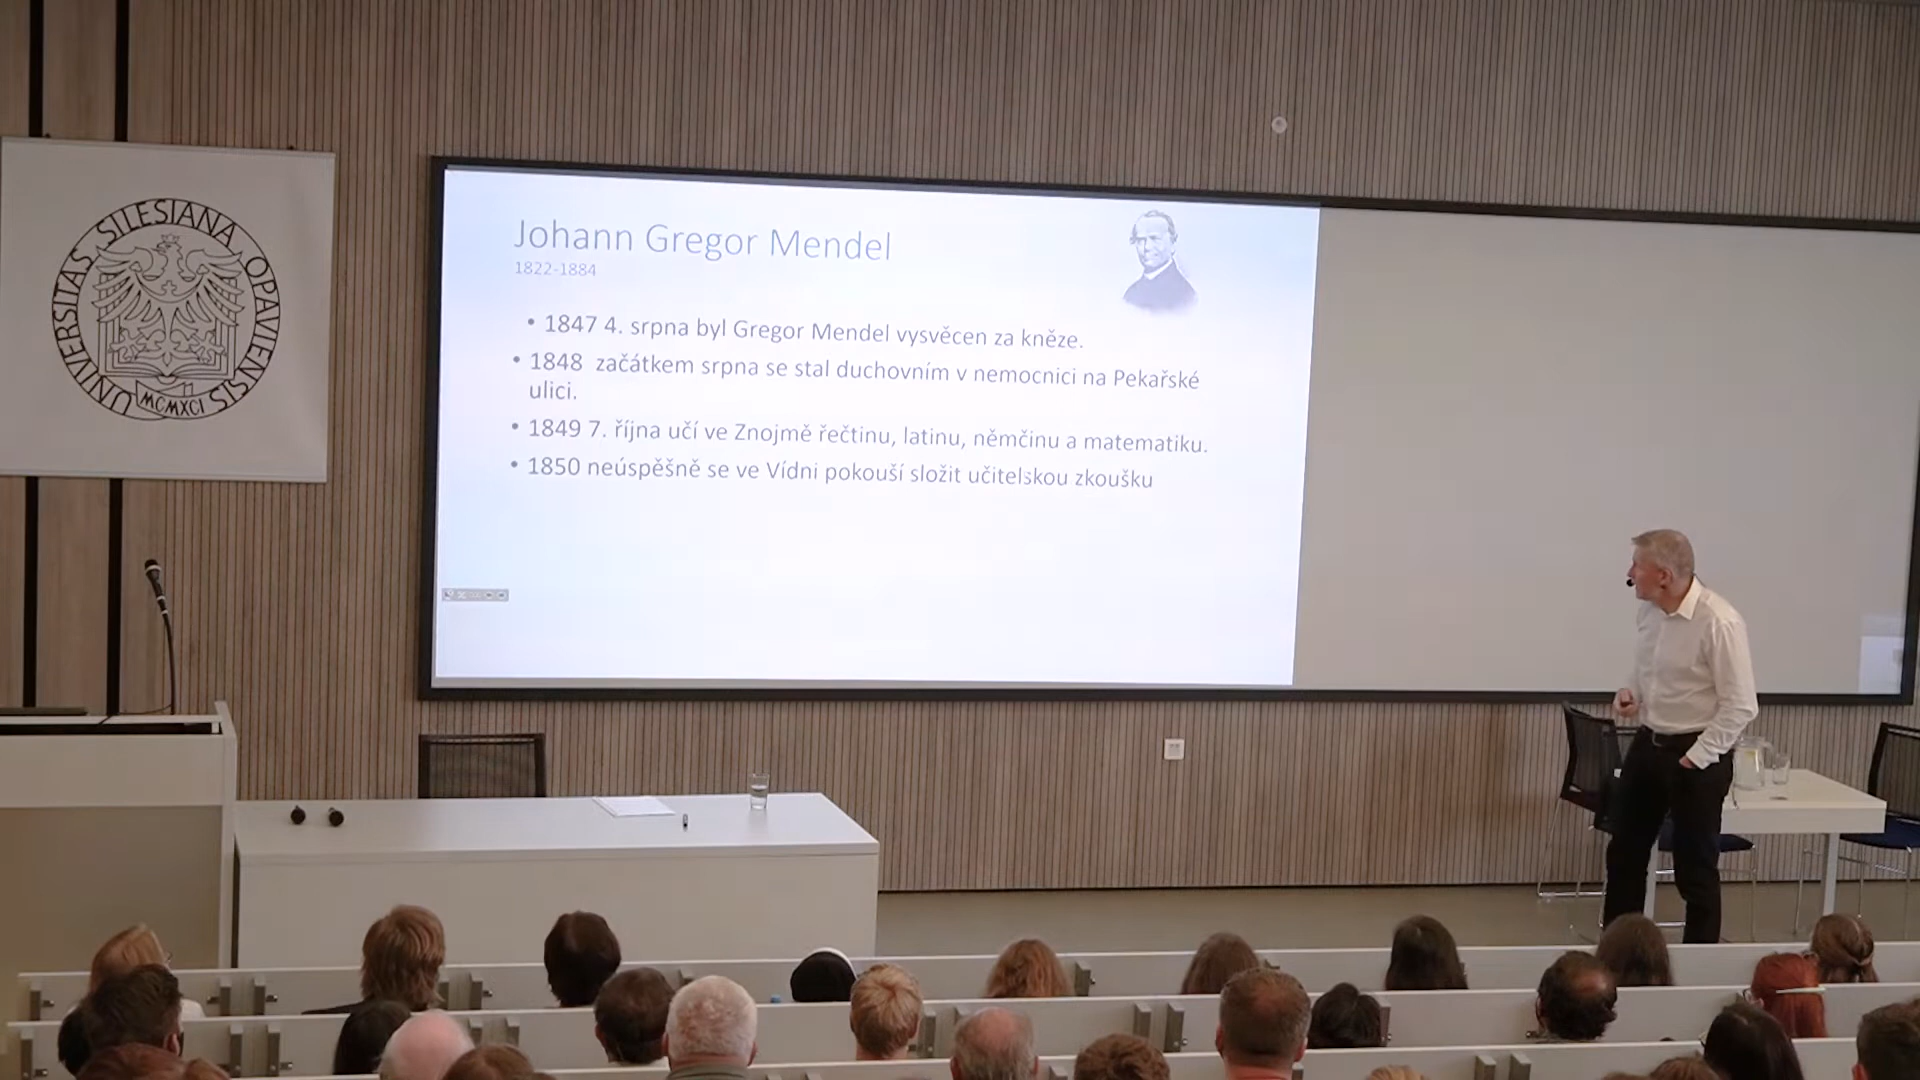 UNIVERSITAS SILESIANA OPAVIENSIS
MCMXCI
Johann Gregor Mendel
1822-1884
• 1847 4. srpna byl Gregor Mendel vysvěcen za kněze.
• 1848 začátkem srpna se stal duchovním v nemocnici na Pekařské
ulici.
• 1849 7. října učí ve Znojmě řečtinu, latinu, němčinu a matematiku.
• 1850 neúspěšně se ve Vídni pokouší složit učitelskou zkoušku